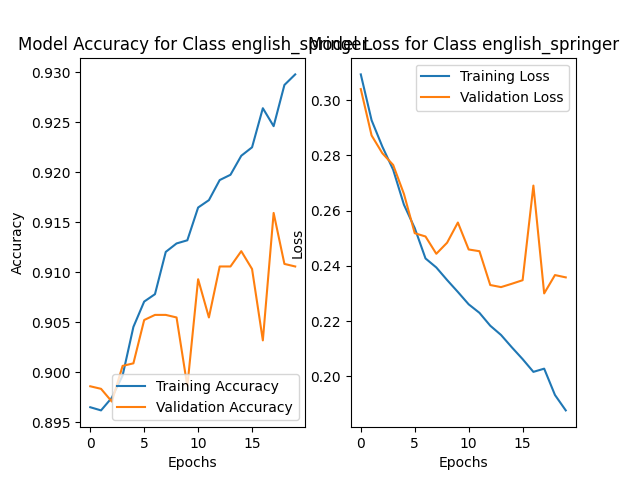 Model Accuracy for Class english_springer
Model Loss for Class english_springer
0.930
0.925
0.920
0.915
0.910
0.905
0.900
0.895
Accuracy
0
5
10
15
Epochs
Training Accuracy
Validation Accuracy
0.30
0.28
0.26
0.24
0.22
0.20
Loss
0
5
10
15
Epochs
Training Loss
Validation Loss